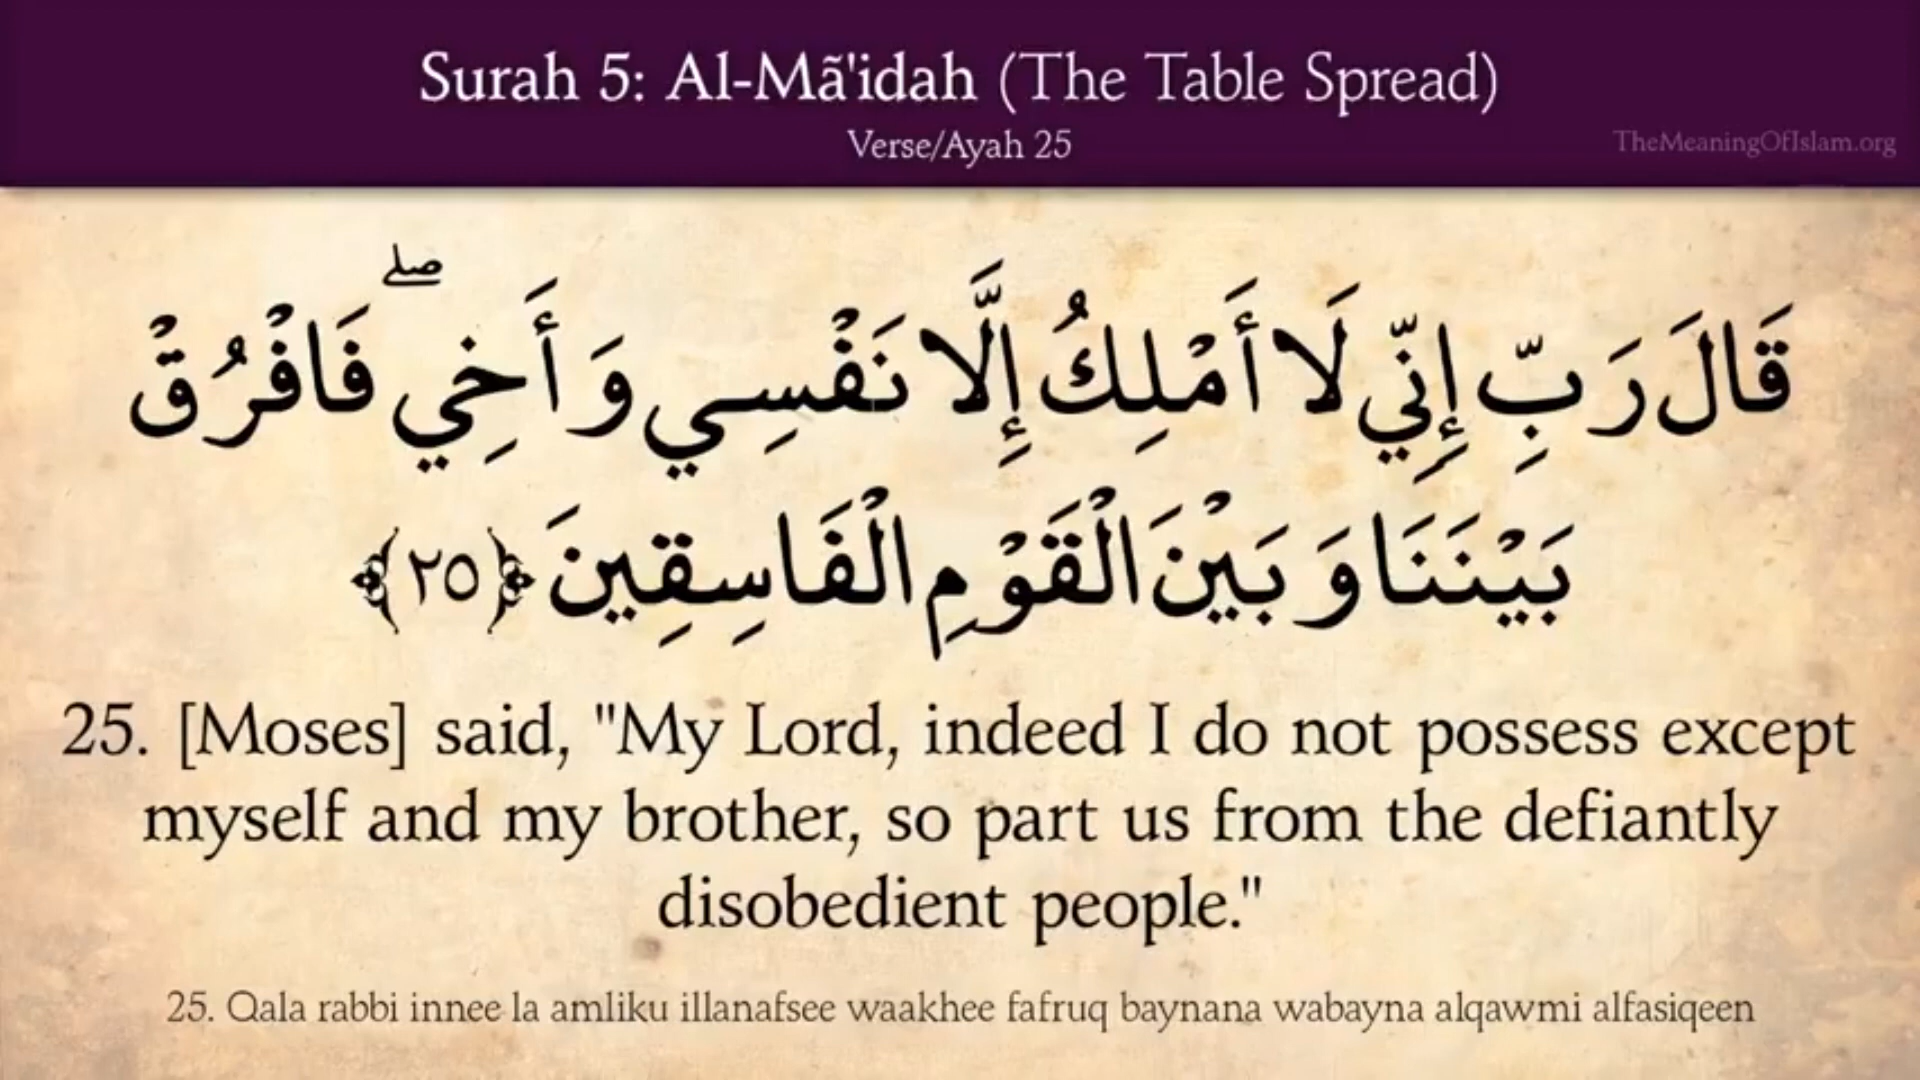 Surah 5: Al-Mã'idah (The Table Spread)
Verse/Ayah 25
TheMeaningOfIslam.org
قَالَ رَبِّ إِنِّي لَا أَمْلِكُ إِلَّا نَفْسِي وَأَخِي ۖ فَافْرُقْ
بَيْنَنَا وَبَيْنَ الْقَوْمِ الْفَاسِقِينَ ﴿٢٥﴾
25. [Moses] said, "My Lord, indeed I do not possess except
myself and my brother, so part us from the defiantly
disobedient people."
25. Qala rabbi innee la amliku illanafsee waakhee fafruq baynana wabayna alqawmi alfasiqeen